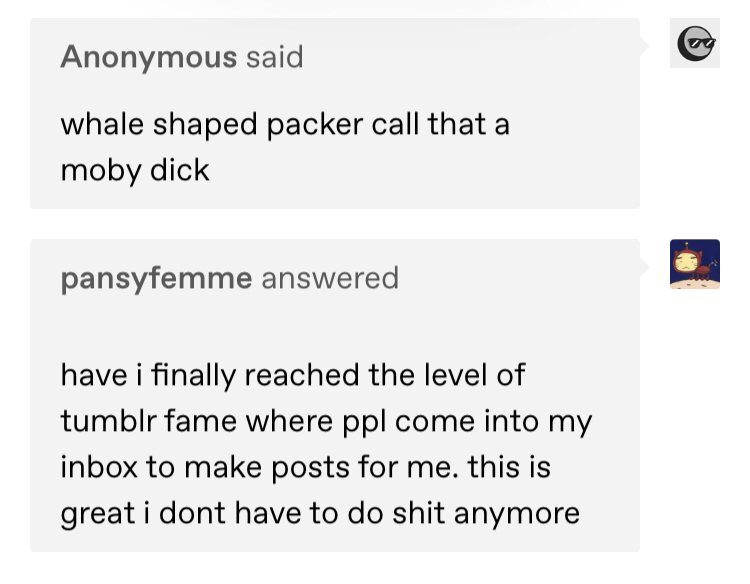 Anonymous said
whale shaped packer call that a
moby dick
pansyfemme answered
have i finally reached the level of
tumblr fame where ppl come into my
inbox to make posts for me. this is
great i dont have to do shit anymore